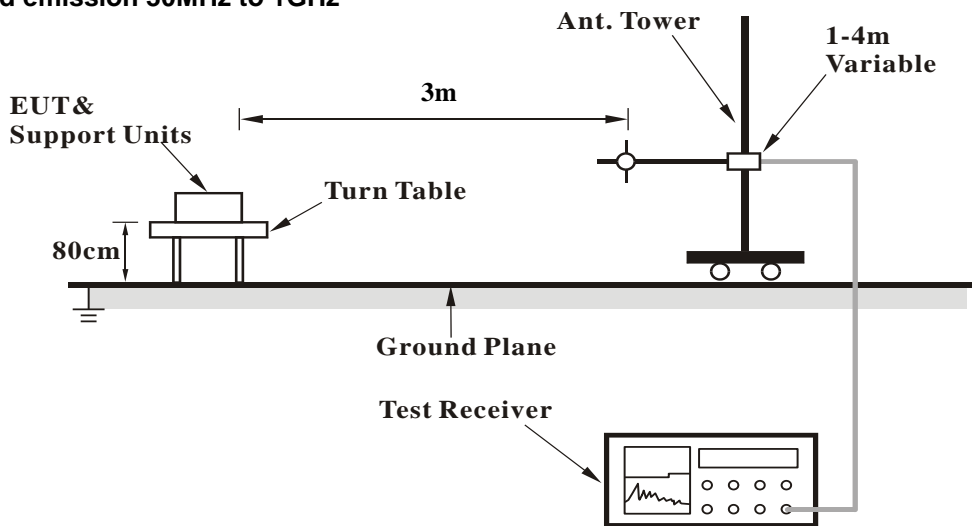 Ant. Tower
1-4m
Variable
3m
EUT&
Support Units
Turn Table
80cm
Ground Plane
Test Receiver